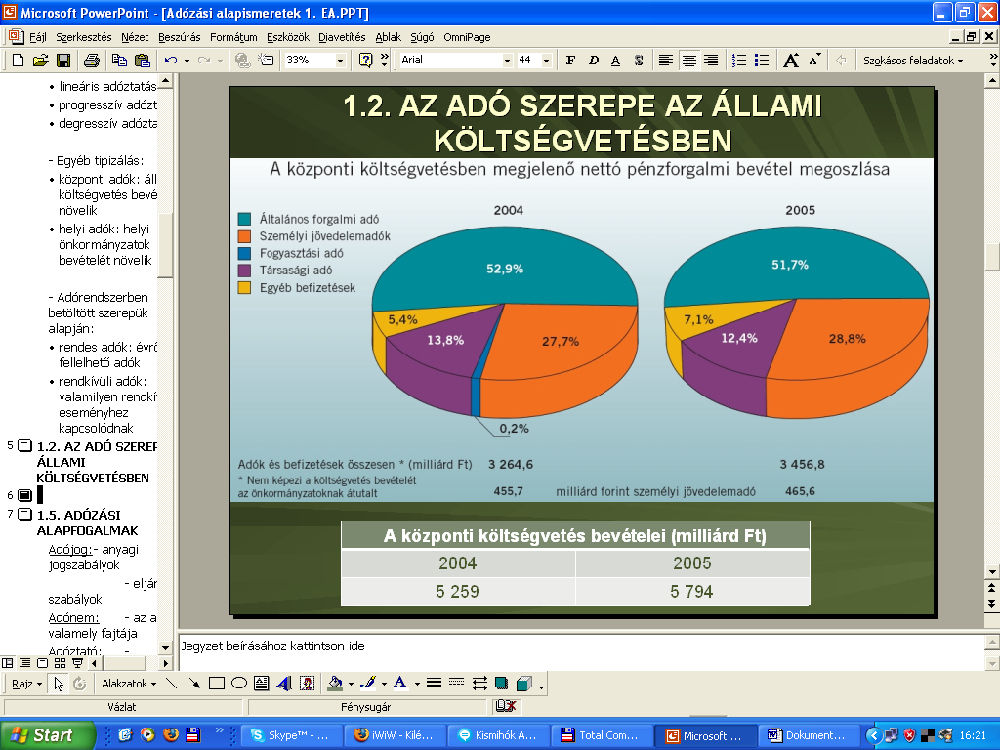 Microsoft PowerPoint - [Adózási alapismeretek 1. EA.PPT]
Fájl Szerkesztés Nézet Beszúrás Formátum Eszközök Diavetítés Ablak Súgó OmniPage
33% Arial 44 F D A S Szokásos feladatok
• lineáris adóztatás
• progresszív adózt
• degresszív adózta
- Egyéb tipizálás:
• központi adók: áll
költségvetés bevé
növelik
• helyi adók: helyi
önkormányzatok
bevételét növelik
- Adórendszerben
betöltött szerepük
alapján:
• rendes adók: évrő
fellelhető adók
• rendkívüli adók:
valamilyen rendkí
eseményhez
kapcsolódnak
5 1.2. AZ ADÓ SZEREP
ÁLLAMI
KÖLTSÉGVETÉSBEN
6
7 1.5. ADÓZÁSI
ALAPFOGALMAK
Adójog:- anyagi
jogszabályok
- eljár
szabályok
Adónem: - az a
valamely fajtája
Adóztató: -
1.2. AZ ADÓ SZEREPE AZ ÁLLAMI
KÖLTSÉGVETÉSBEN
A központi költségvetésben megjelenő nettó pénzforgalmi bevétel megoszlása
Általános forgalmi adó
Személyi jövedelemadók
Fogyasztási adó
Társasági adó
Egyéb befizetések
2004
52,9%
5,4%
13,8%
27,7%
0,2%
2005
51,7%
7,1%
12,4%
28,8%
Adók és befizetések összesen * (milliárd Ft) 3 264,6 3 456,8
* Nem képezi a költségvetés bevételét
az önkormányzatoknak átutalt 455,7 milliárd forint személyi jövedelemadó 465,6
A központi költségvetés bevételei (milliárd Ft)
2004 2005
5 259 5 794
Jegyzet beírásához kattintson ide
Rajz Alakzatok
Vázlat Fénysugár
Start Skype™ - ... iWiW - Kilé... Kismihók A... Total Com... Microsoft ... Dokument... 16:21